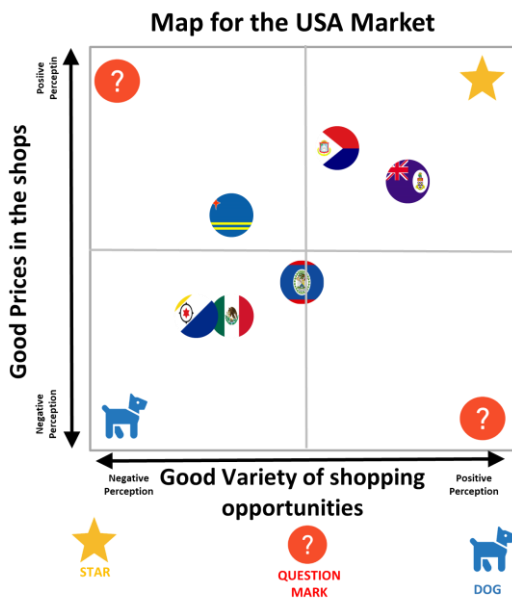 Map for the USA Market
Posiive
Perceptin
?
Good Prices in the shops
Negative
Perception
?
Negative
Perception
Good Variety of shopping
opportunities
Positive
Perception
STAR
?
QUESTION
MARK
DOG